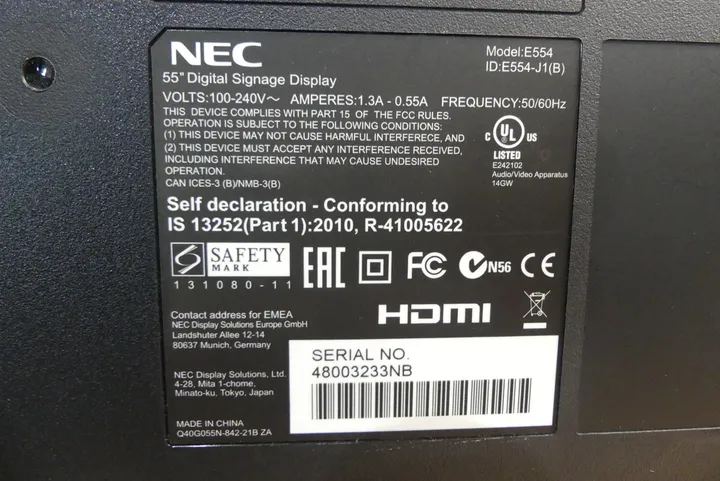 NEC
Model:E554
ID:E554-J1(B)
55" Digital Signage Display
VOLTS:100-240V～ AMPERES:1.3A - 0.55A FREQUENCY:50/60Hz
THIS DEVICE COMPLIES WITH PART 15 OF THE FCC RULES.
OPERATION IS SUBJECT TO THE FOLLOWING CONDITIONS:
(1) THIS DEVICE MAY NOT CAUSE HARMFUL INTERFERECE, AND
(2) THIS DEVICE MUST ACCEPT ANY INTERFERENCE RECEIVED,
INCLUDING INTERFERENCE THAT MAY CAUSE UNDESIRED
OPERATION.
CAN ICES-3 (B)/NMB-3(B)
C UL US
LISTED
E242102
Audio/Video Apparatus
14GW
Self declaration - Conforming to
IS 13252(Part 1):2010, R-41005622
SAFETY
MARK
131080-11
EAC FC N56 CE
HDMI
Contact address for EMEA
NEC Display Solutions Europe GmbH
Landshuter Allee 12-14
80637 Munich, Germany
NEC Display Solutions, Ltd.
4-28, Mita 1-chome,
Minato-ku, Tokyo, Japan
MADE IN CHINA
Q40G055N-842-21B ZA
SERIAL NO.
48003233NB